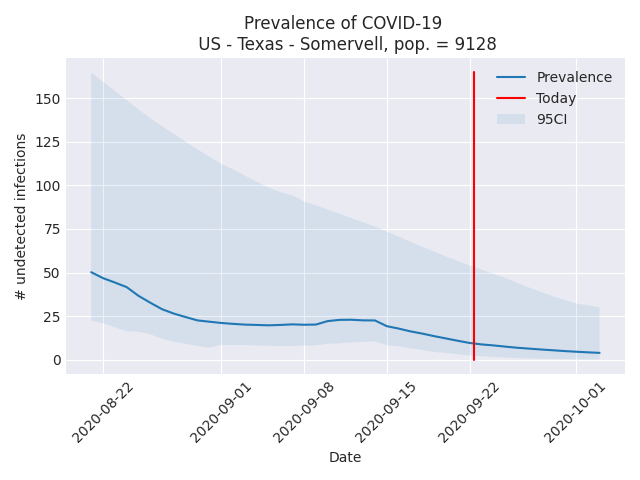 Prevalence of COVID-19
US - Texas - Somervell, pop. = 9128
Prevalence
Today
95CI
# undetected infections
150
125
100
75
50
25
0
2020-08-22
2020-09-01
2020-09-08
2020-09-15
2020-09-22
2020-10-01
Date